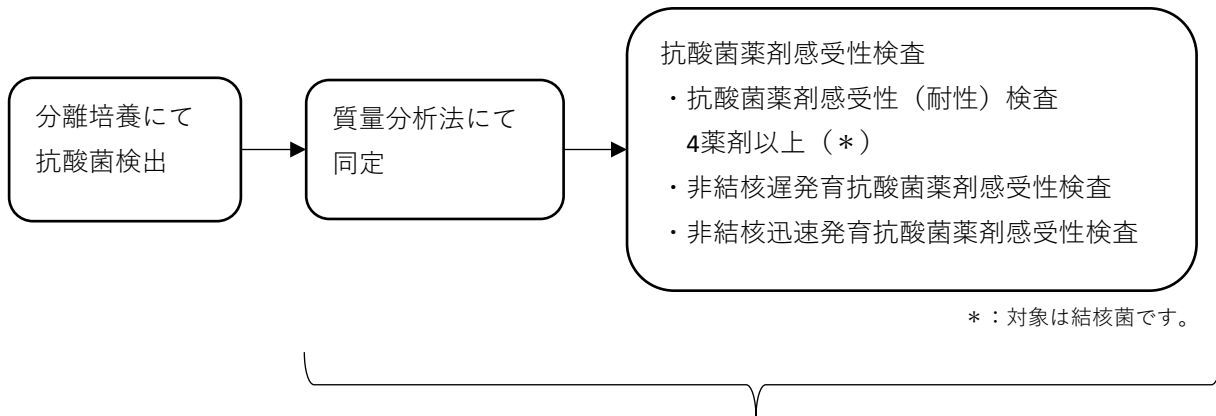 分離培養にて
抗酸菌検出
質量分析法にて
同定
抗酸菌薬剤感受性検査
・抗酸菌薬剤感受性（耐性）検査
4薬剤以上（＊）
・非結核遅発育抗酸菌薬剤感受性検査
・非結核迅速発育抗酸菌薬剤感受性検査
＊：対象は結核菌です。